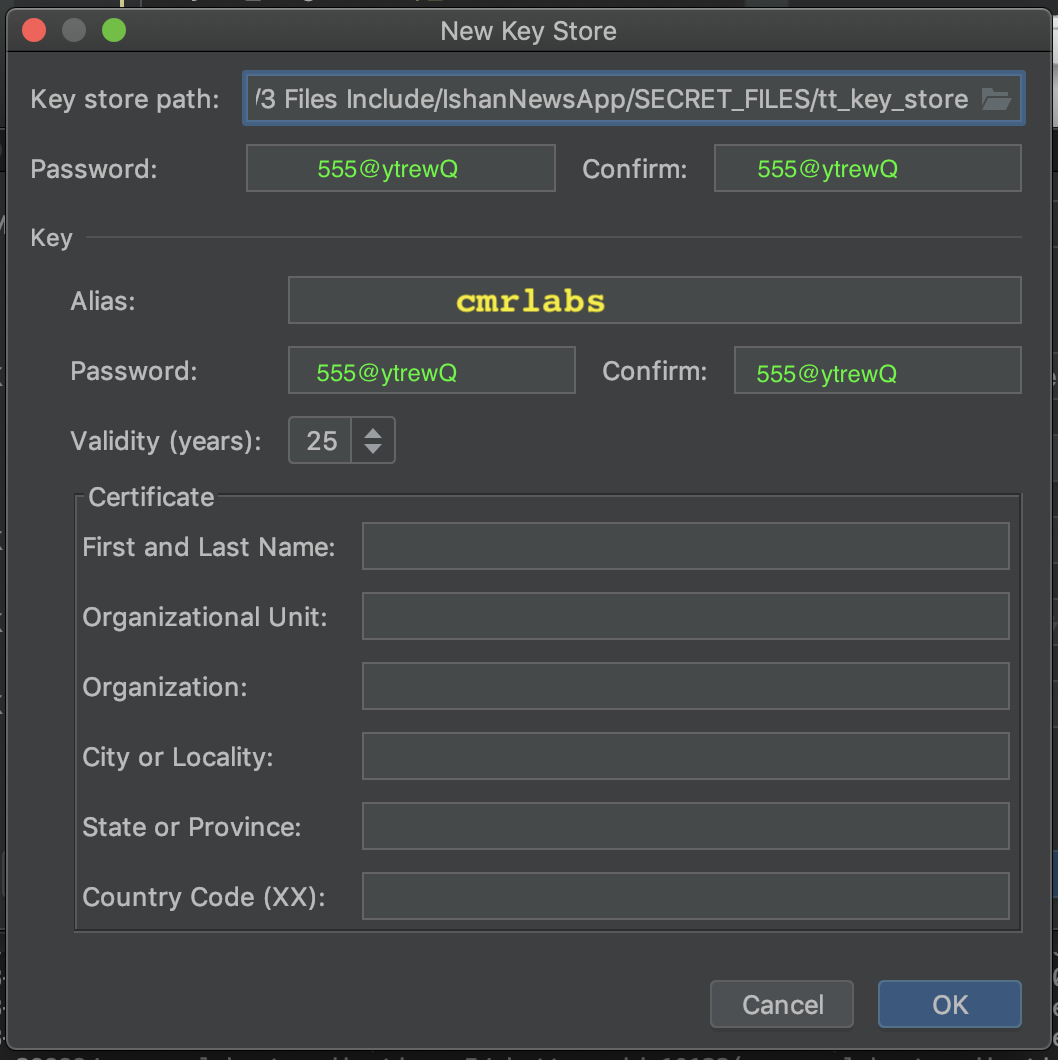 New Key Store
Key store path: /3 Files Include/IshanNewsApp/SECRET_FILES/tt_key_store
Password: 555@ytrewQ Confirm: 555@ytrewQ
Key
Alias: cmrlabs
Password: 555@ytrewQ Confirm: 555@ytrewQ
Validity (years): 25
Certificate
First and Last Name:
Organizational Unit:
Organization:
City or Locality:
State or Province:
Country Code (XX):
Cancel OK